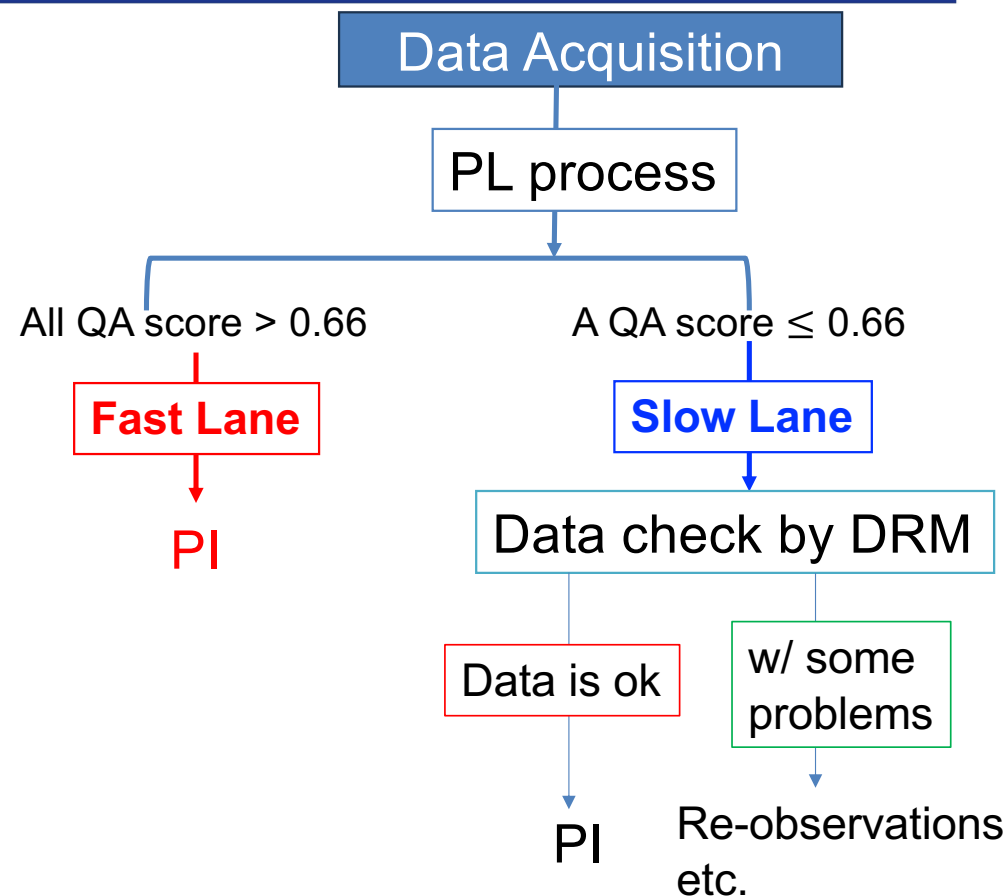 Data Acquisition
PL process
All QA score > 0.66
A QA score ≤ 0.66
Fast Lane
Slow Lane
PI
Data check by DRM
Data is ok
w/ some
problems
PI
Re-observations
etc.